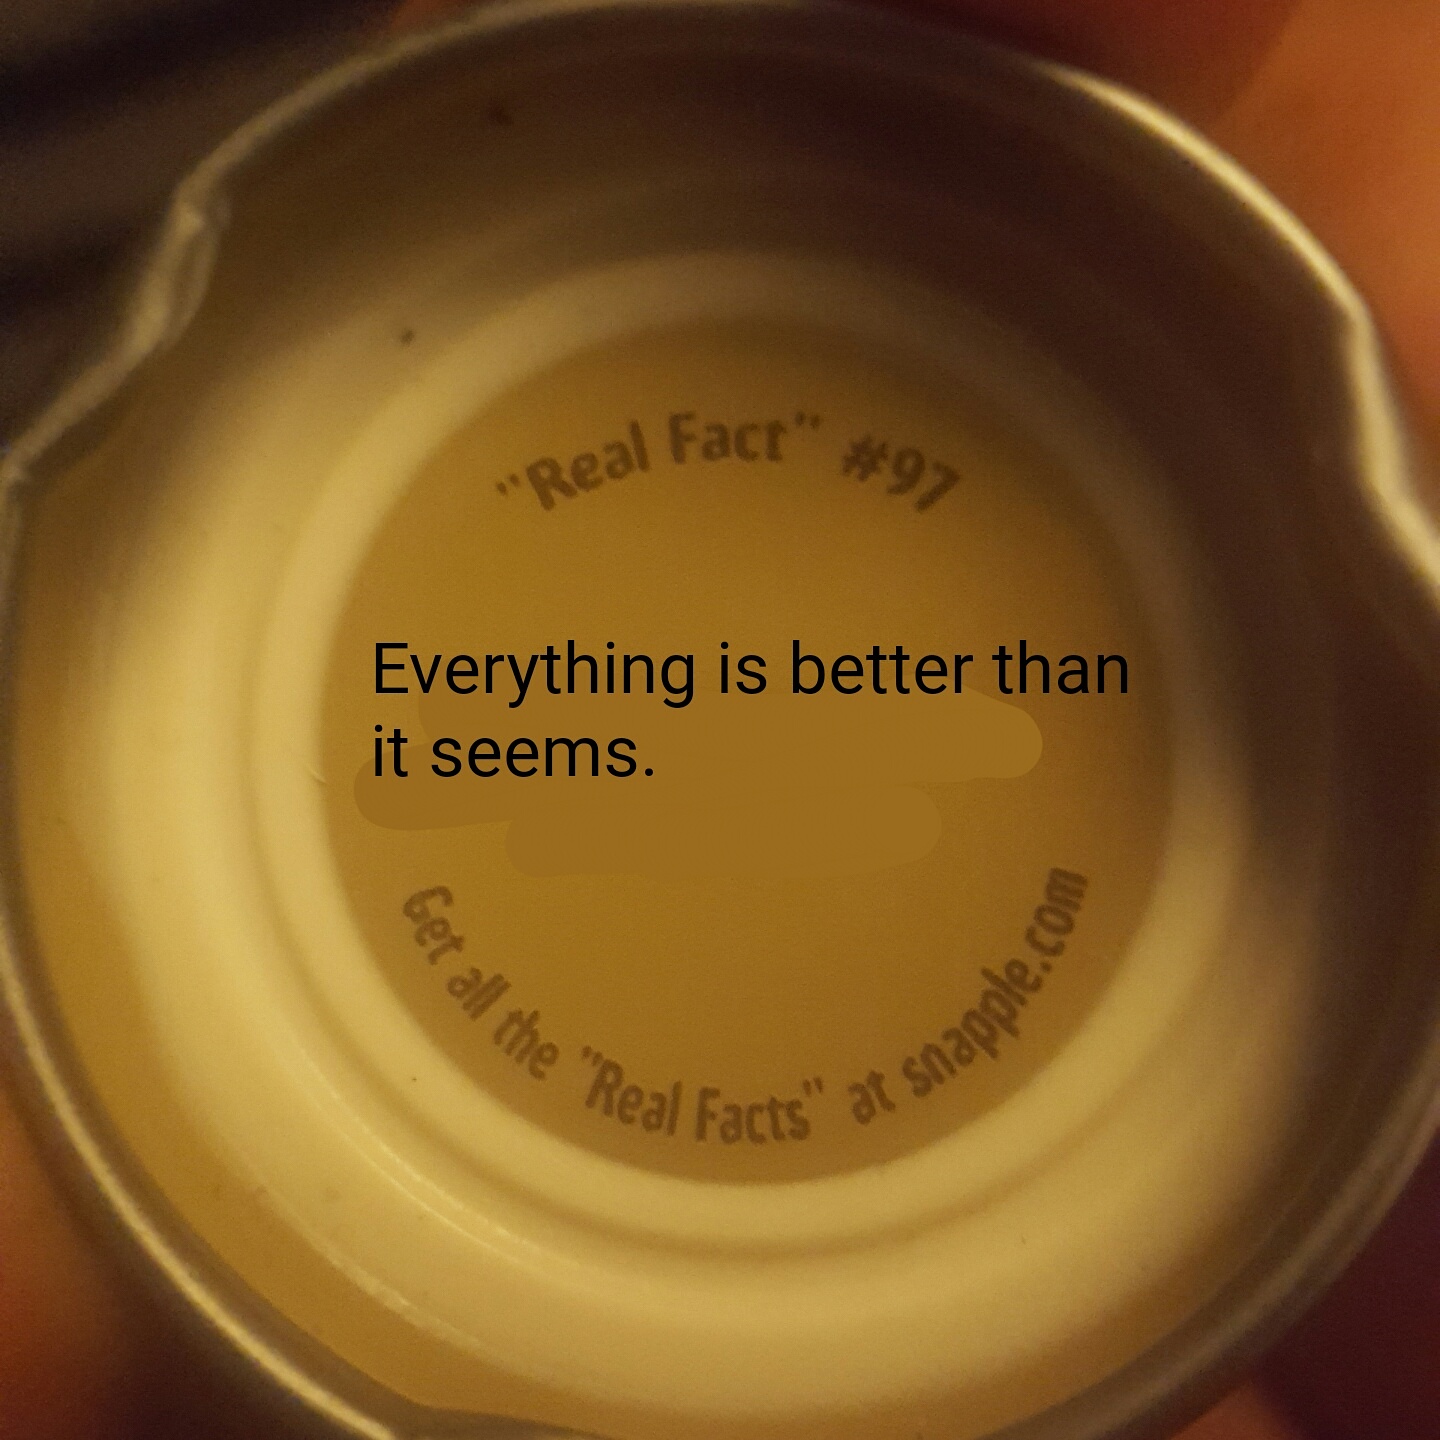 "Real Fact" #97
Everything is better than
it seems.
Get all the "Real Facts" at snapple.com